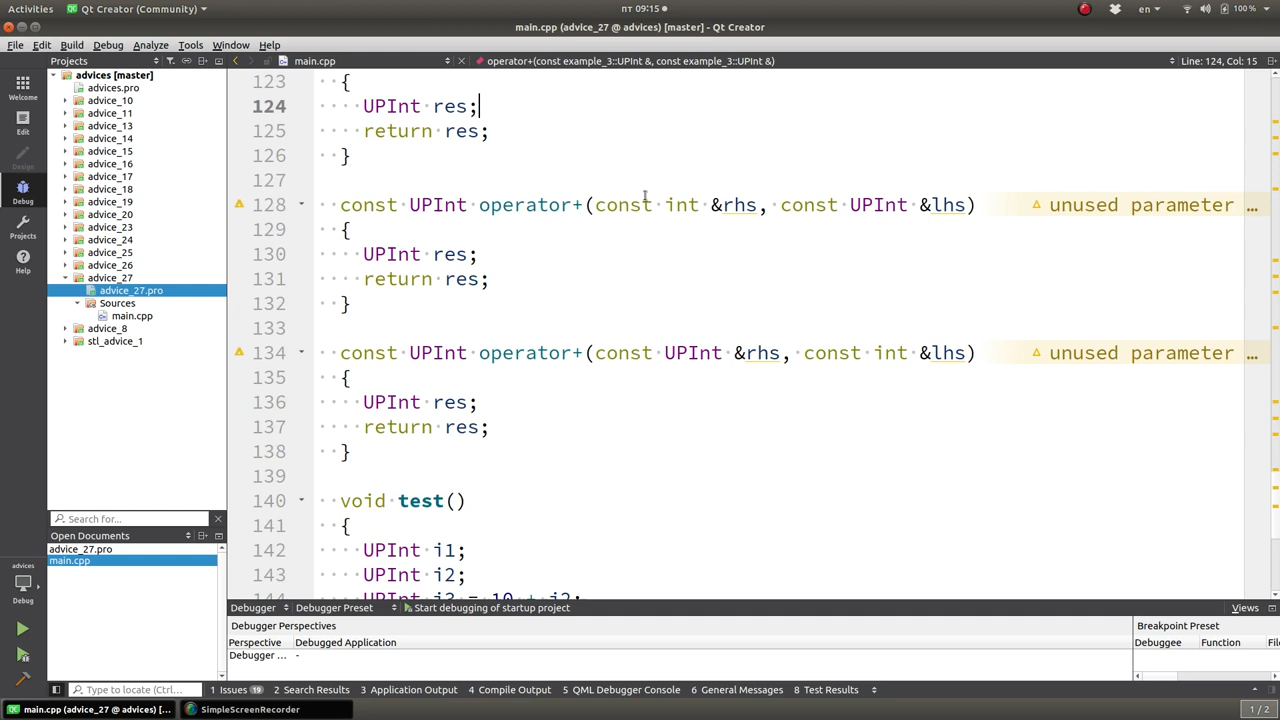 Activities Qt Creator (Community) пт 09:15 en 100 %
main.cpp (advice_27 @ advices) [master] - Qt Creator
File Edit Build Debug Analyze Tools Window Help
Projects main.cpp operator+(const example_3::UPInt &, const example_3::UPInt &) Line: 124, Col: 15
Welcome
Edit
Design
Debug
Projects
Help
advices
Debug
advices [master]
advices.pro
advice_10
advice_11
advice_13
advice_14
advice_15
advice_16
advice_17
advice_18
advice_19
advice_20
advice_23
advice_24
advice_25
advice_26
advice_27
advice_27.pro
Sources
main.cpp
advice_8
stl_advice_1
Search for...
Open Documents
advice_27.pro
main.cpp
123 {
124 UPInt res;
125 return res;
126 }
127
128 const UPInt operator+(const int &rhs, const UPInt &lhs) unused parameter ...
129 {
130 UPInt res;
131 return res;
132 }
133
134 const UPInt operator+(const UPInt &rhs, const int &lhs) unused parameter ...
135 {
136 UPInt res;
137 return res;
138 }
139
140 void test()
141 {
142 UPInt i1;
143 UPInt i2;
144 UPInt i3 = 10 + i2;
Debugger Debugger Preset Start debugging of startup project Views
Debugger Perspectives Breakpoint Preset
Perspective Debugged Application Debuggee Function Fil
Debugger ... -
Type to locate (Ctrl+... 1 Issues 19 2 Search Results 3 Application Output 4 Compile Output 5 QML Debugger Console 6 General Messages 8 Test Results
main.cpp (advice_27 @ advices) [... SimpleScreenRecorder 1 / 2